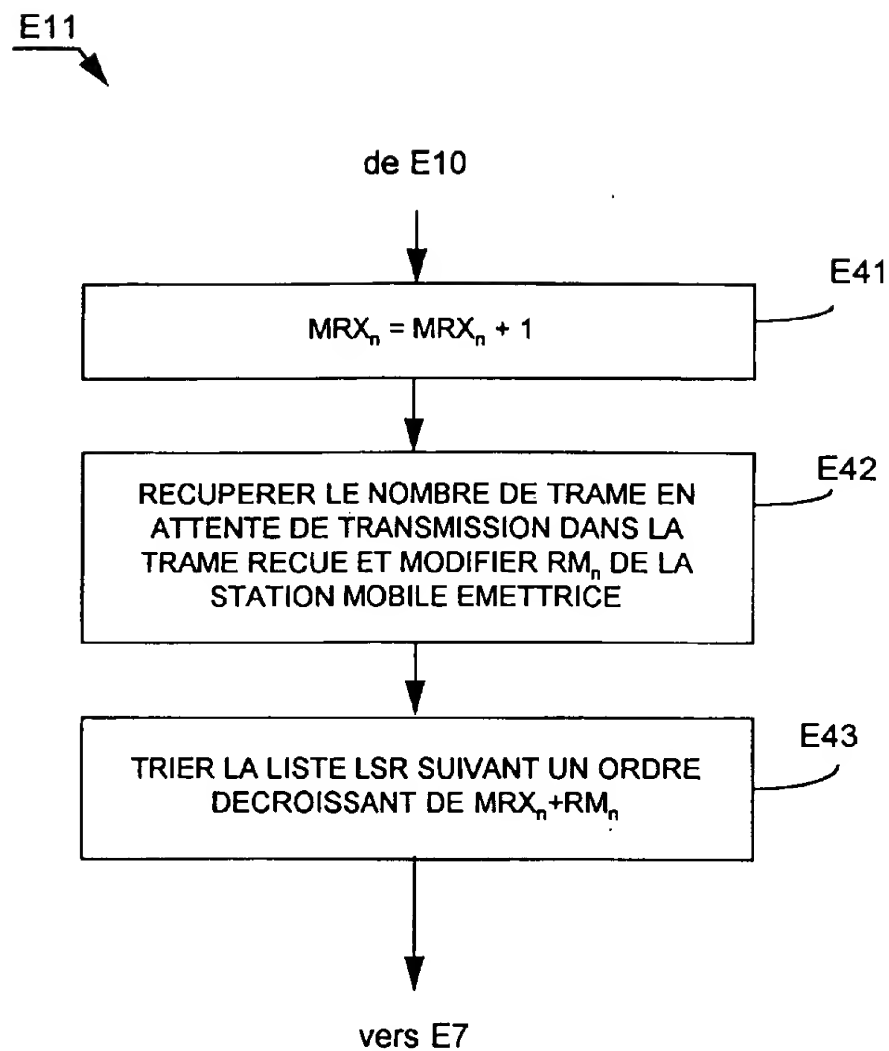 E11
de E10
E41
MRXn = MRXn + 1
E42
RECUPERER LE NOMBRE DE TRAME EN
ATTENTE DE TRANSMISSION DANS LA
TRAME RECUE ET MODIFIER RMn DE LA
STATION MOBILE EMETTRICE
E43
TRIER LA LISTE LSR SUIVANT UN ORDRE
DECROISSANT DE MRXn+RMn
vers E7